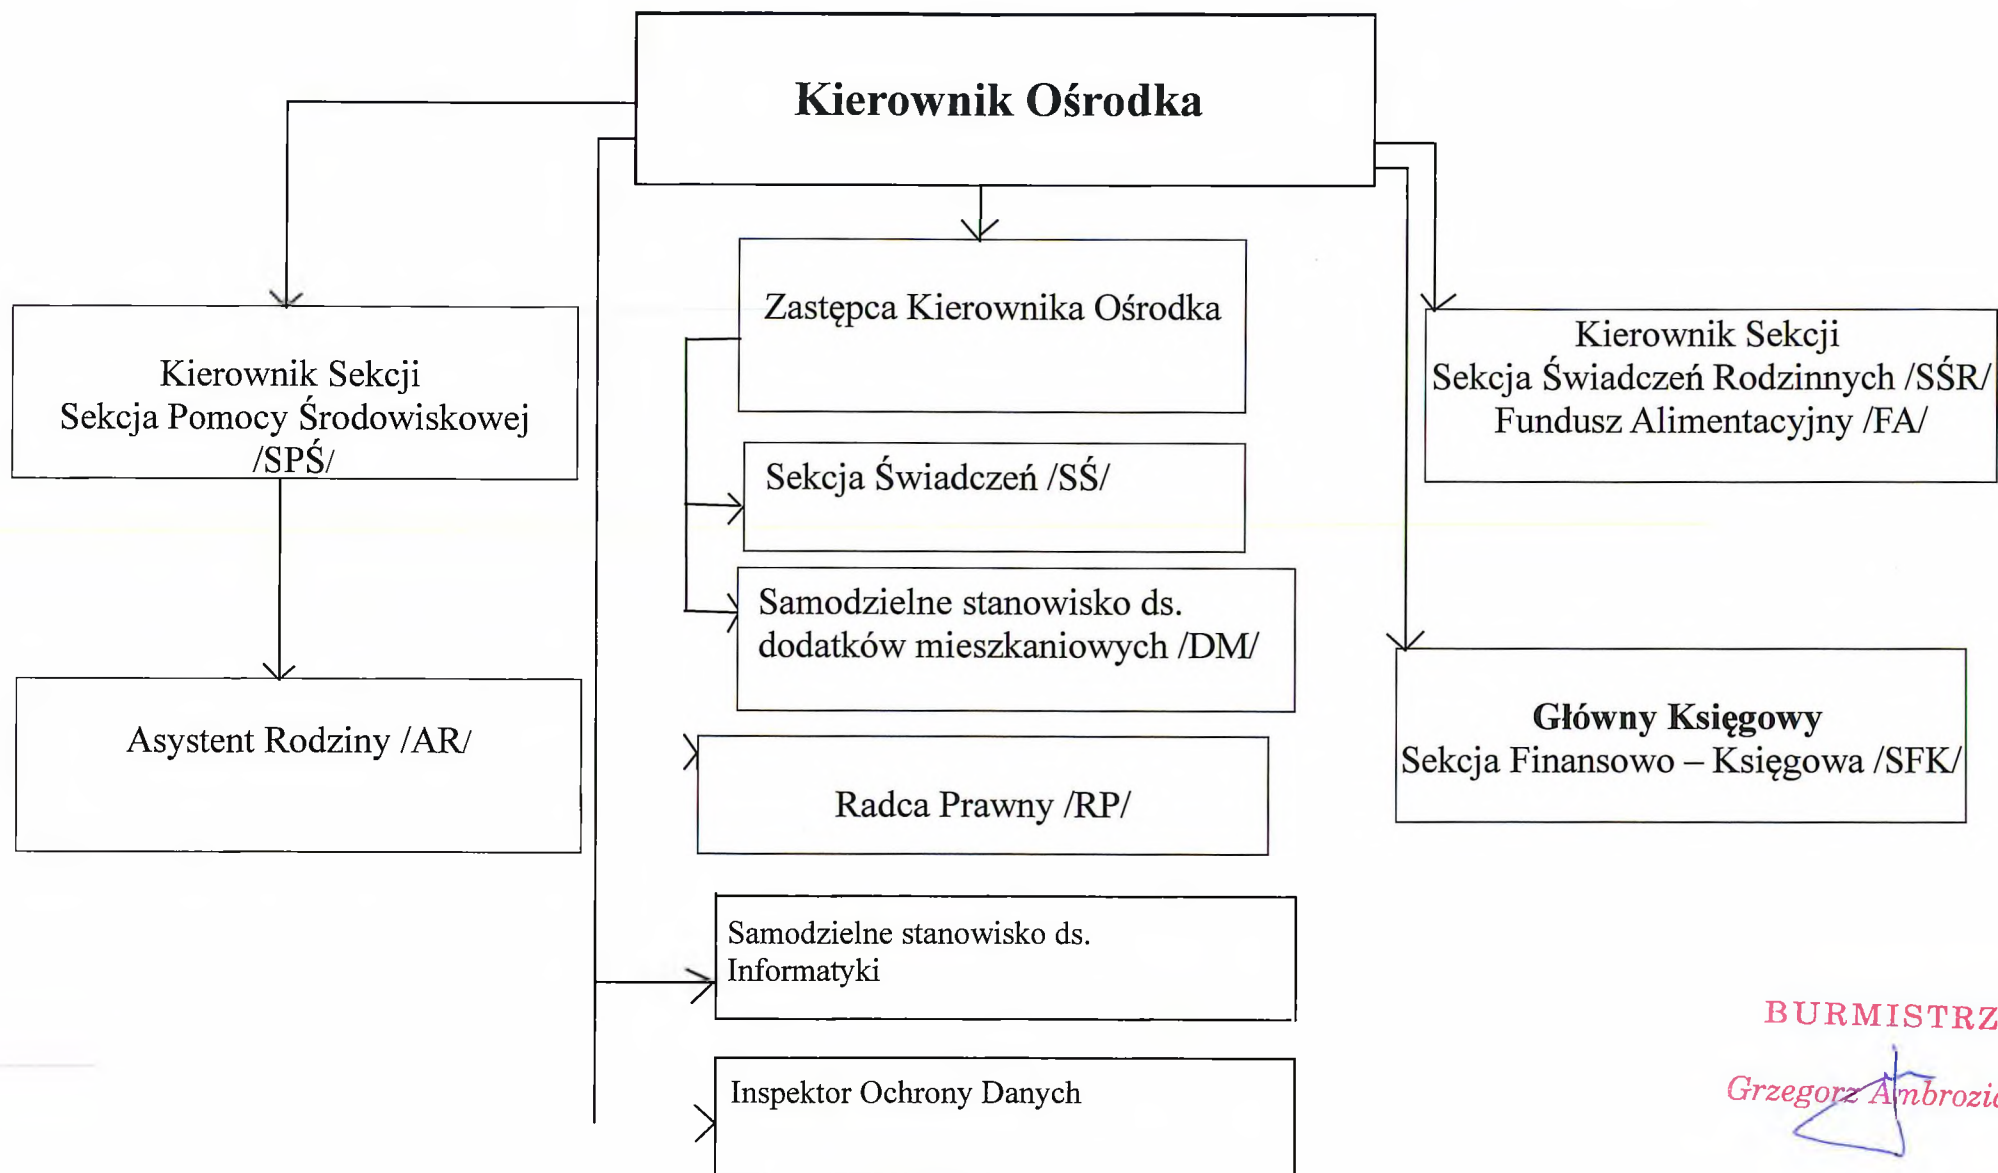 Kierownik Ośrodka
Zastępca Kierownika Ośrodka
Kierownik Sekcji
Sekcja Pomocy Środowiskowej
/SPŚ/
Kierownik Sekcji
Sekcja Świadczeń Rodzinnych /SŚR/
Fundusz Alimentacyjny /FA/
Sekcja Świadczeń /SŚ/
Samodzielne stanowisko ds.
dodatków mieszkaniowych /DM/
Asystent Rodziny /AR/
Główny Księgowy
Sekcja Finansowo – Księgowa /SFK/
Radca Prawny /RP/
Samodzielne stanowisko ds.
Informatyki
Inspektor Ochrony Danych
BURMISTRZ
Grzegorz